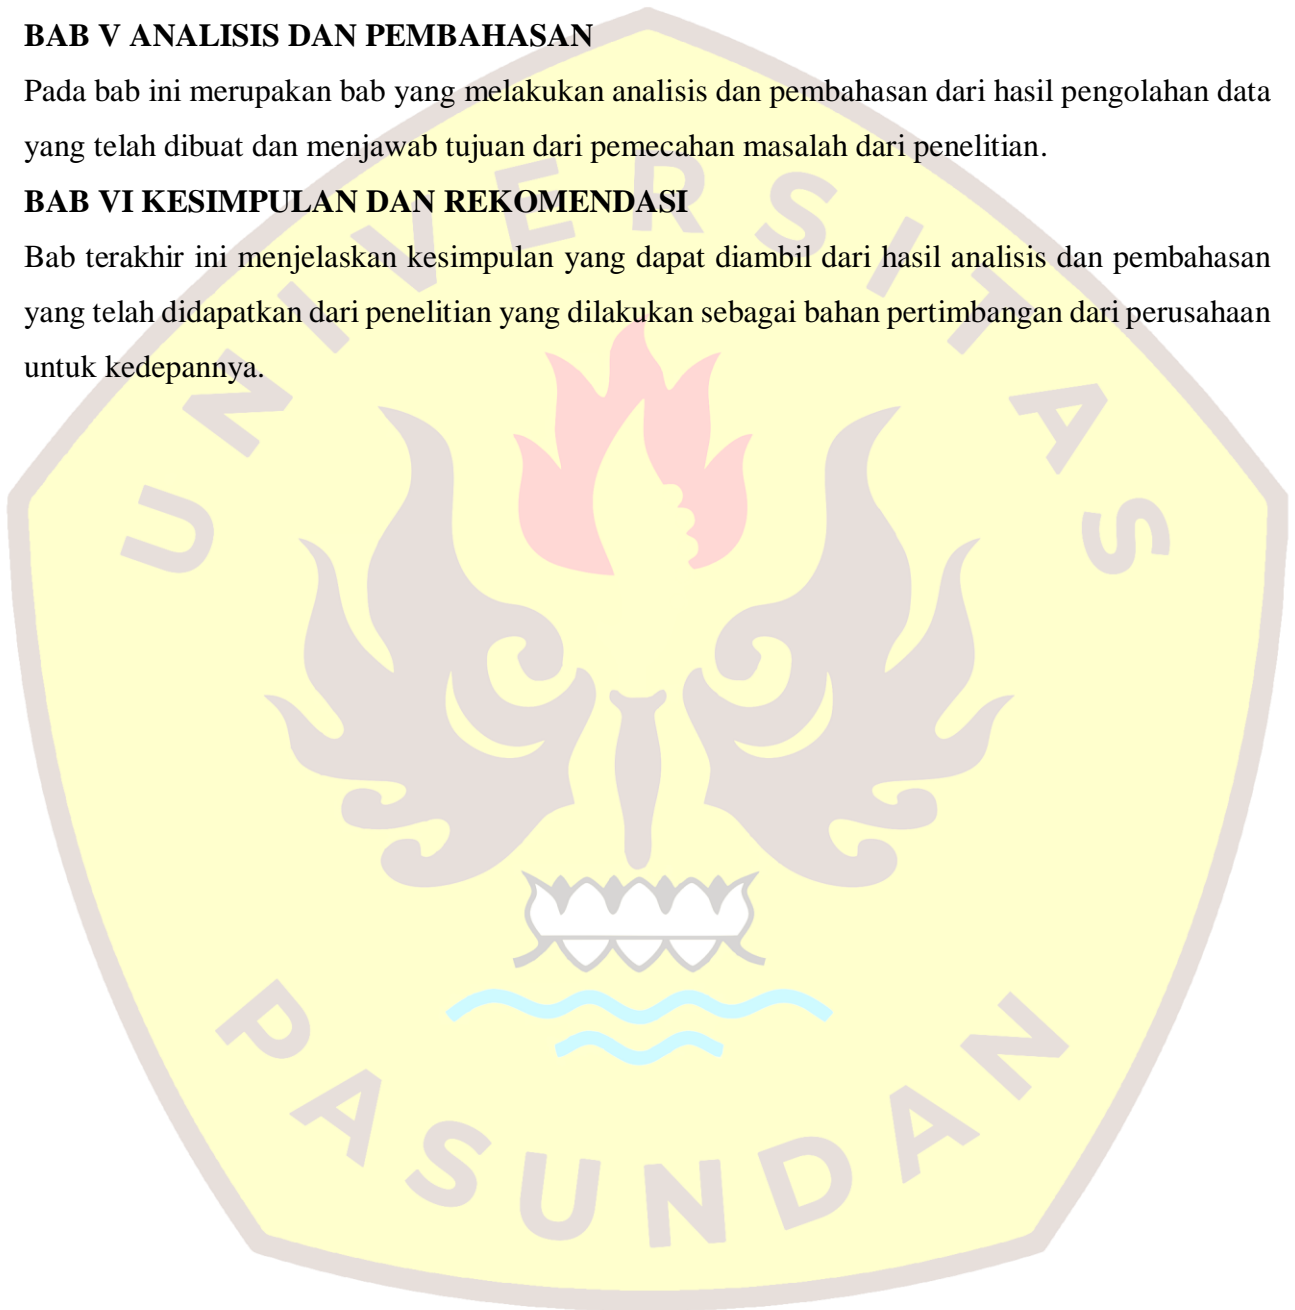 BAB V ANALISIS DAN PEMBAHASAN
Pada bab ini merupakan bab yang melakukan analisis dan pembahasan dari hasil pengolahan data
yang telah dibuat dan menjawab tujuan dari pemecahan masalah dari penelitian.
BAB VI KESIMPULAN DAN REKOMENDASI
Bab terakhir ini menjelaskan kesimpulan yang dapat diambil dari hasil analisis dan pembahasan
yang telah didapatkan dari penelitian yang dilakukan sebagai bahan pertimbangan dari perusahaan
untuk kedepannya.
UNIVERSITAS
PASUNDAN